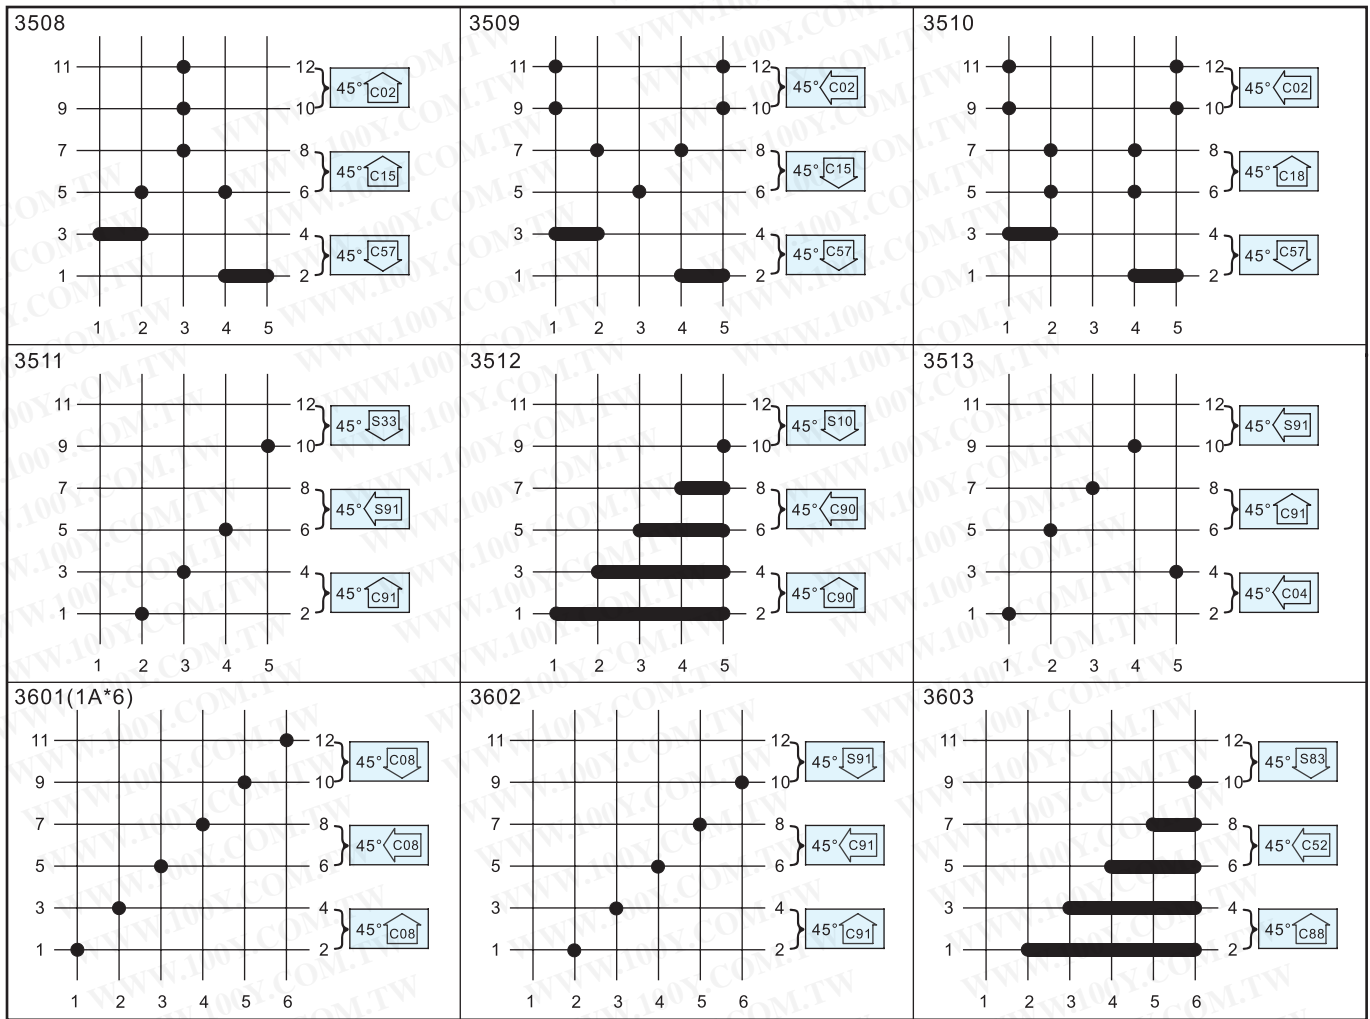 3508
11 12 45° C02
9 10
7 8 45° C15
5 6
3 4 45° C57
1 2
1 2 3 4 5
3509
11 12 45° C02
9 10
7 8 45° C15
5 6
3 4 45° C57
1 2
1 2 3 4 5
3510
11 12 45° C02
9 10
7 8 45° C18
5 6
3 4 45° C57
1 2
1 2 3 4 5
3511
11 12 45° S33
9 10
7 8 45° S91
5 6
3 4 45° C91
1 2
1 2 3 4 5
3512
11 12 45° S10
9 10
7 8 45° C90
5 6
3 4 45° C90
1 2
1 2 3 4 5
3513
11 12 45° S91
9 10
7 8 45° C91
5 6
3 4 45° C04
1 2
1 2 3 4 5
3601(1A*6)
11 12 45° C08
9 10
7 8 45° C08
5 6
3 4 45° C08
1 2
1 2 3 4 5 6
3602
11 12 45° S91
9 10
7 8 45° C91
5 6
3 4 45° C91
1 2
1 2 3 4 5 6
3603
11 12 45° S83
9 10
7 8 45° C52
5 6
3 4 45° C88
1 2
1 2 3 4 5 6
WWW.100Y.COM.TW